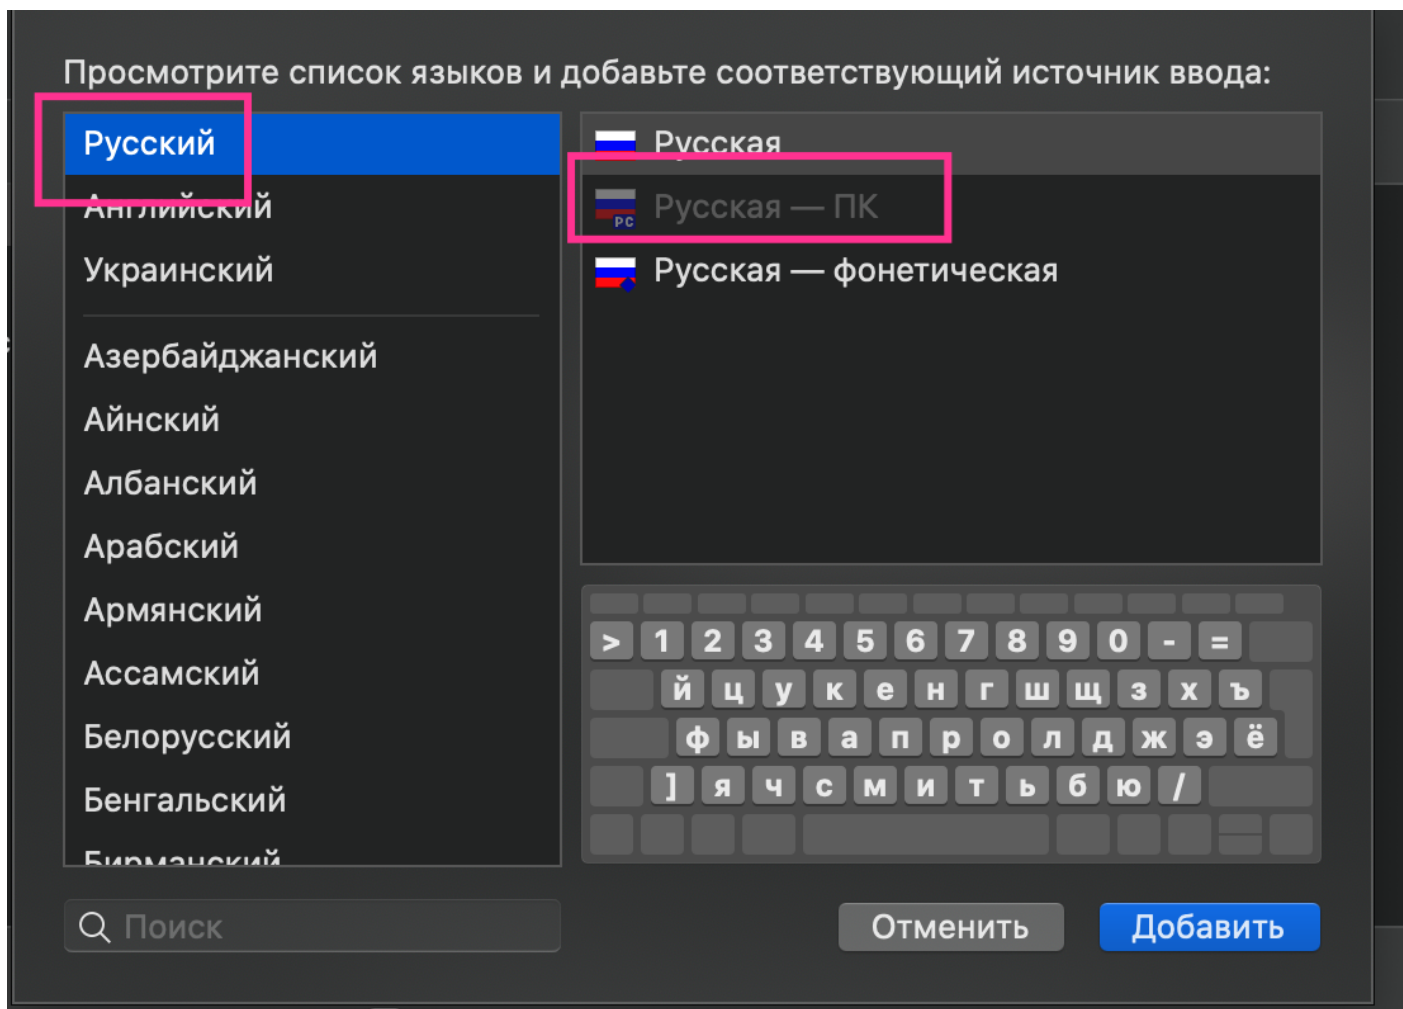 Просмотрите список языков и добавьте соответствующий источник ввода:
Русский
Английский
Украинский
Азербайджанский
Айнский
Албанский
Арабский
Армянский
Ассамский
Белорусский
Бенгальский
Бирманский
Поиск
Русская
PC Русская — ПК
Русская — фонетическая
> 1 2 3 4 5 6 7 8 9 0 - =
й ц у к е н г ш щ з х ъ
ф ы в а п р о л д ж э ё
] я ч с м и т ь б ю /
Отменить
Добавить